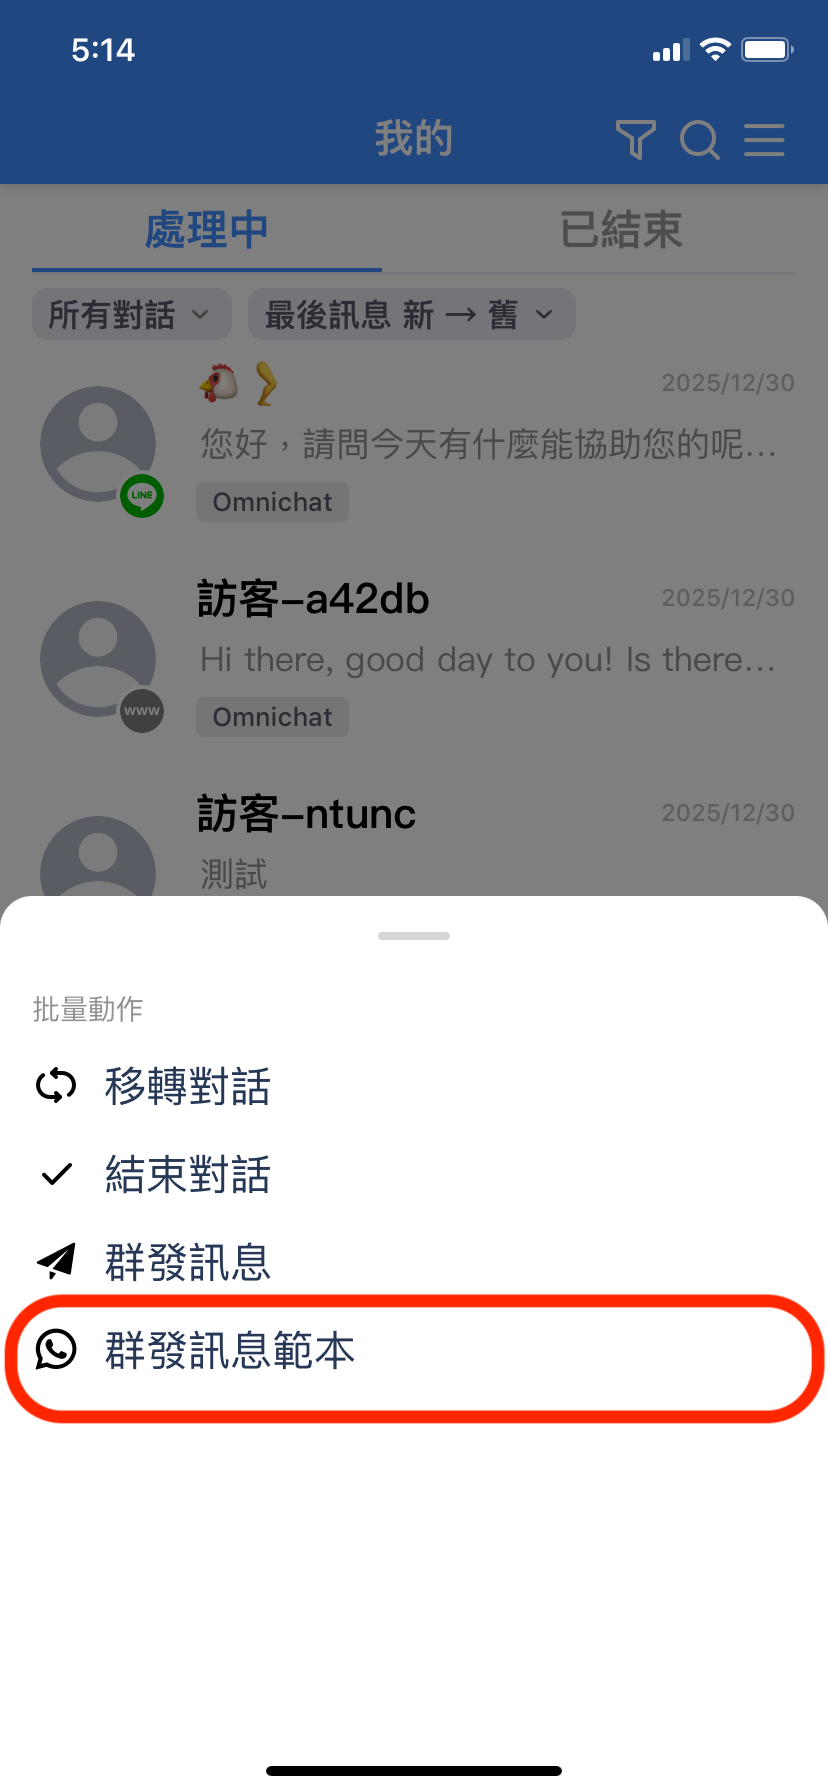 5:14
我的
處理中
已結束
所有對話
最後訊息 新 → 舊
🐔🦵
2025/12/30
您好，請問今天有什麼能協助您的呢...
LINE
Omnichat
訪客-a42db
2025/12/30
Hi there, good day to you! Is there...
www
Omnichat
訪客-ntunc
2025/12/30
測試
批量動作
移轉對話
結束對話
群發訊息
群發訊息範本